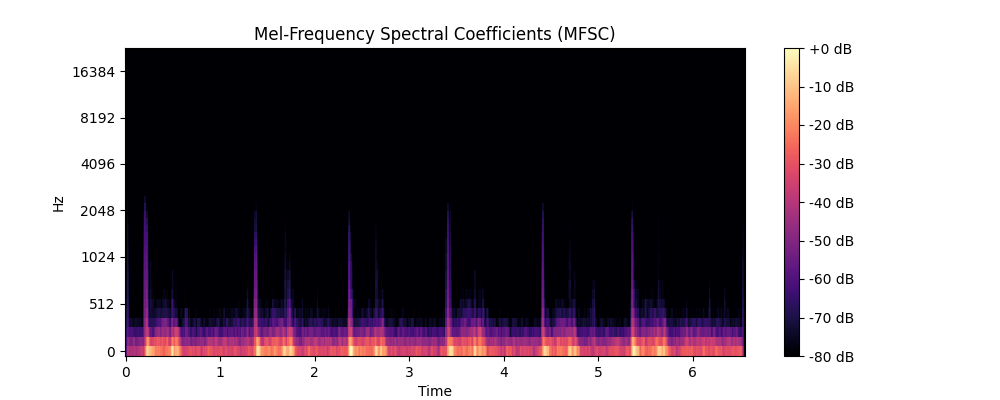 Mel-Frequency Spectral Coefficients (MFSC)
Hz
16384
8192
4096
2048
1024
512
0
0 1 2 3 4 5 6
Time
+0 dB
-10 dB
-20 dB
-30 dB
-40 dB
-50 dB
-60 dB
-70 dB
-80 dB